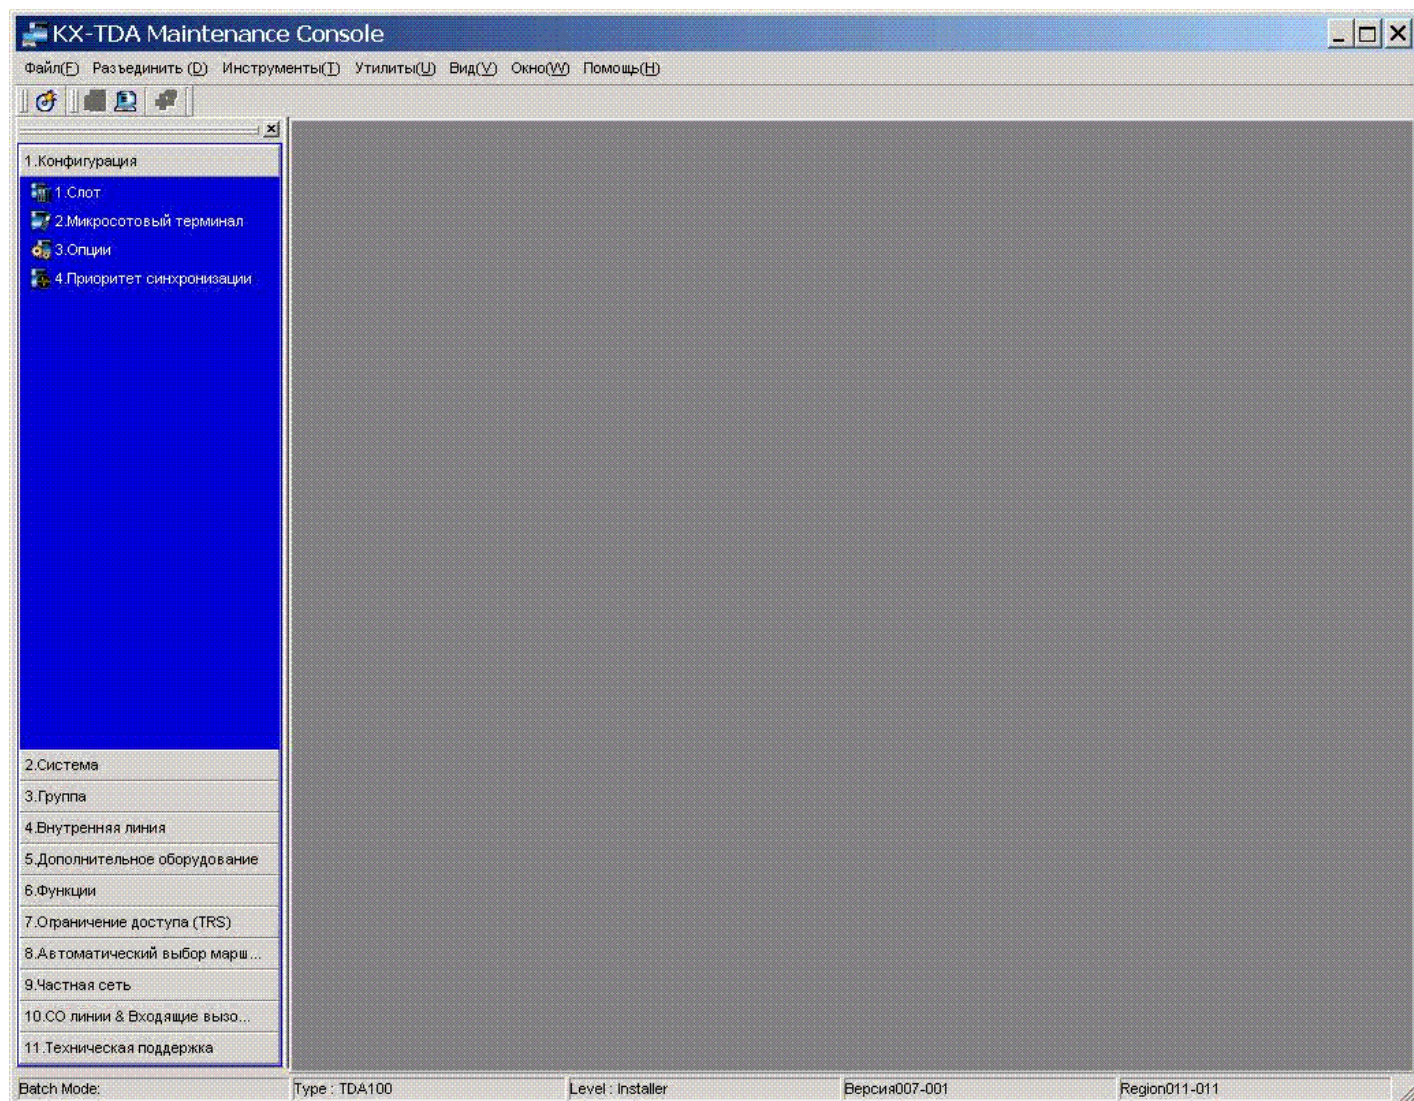 KX-TDA Maintenance Console
Файл(F) Разъединить (D) Инструменты(T) Утилиты(U) Вид(V) Окно(W) Помощь(H)
1.Конфигурация
1.Слот
2.Микросотовый терминал
3.Опции
4.Приоритет синхронизации
2.Система
3.Группа
4.Внутренняя линия
5.Дополнительное оборудование
6.Функции
7.Ограничение доступа (TRS)
8.Автоматический выбор марш...
9.Частная сеть
10.CO линии & Входящие вызо...
11.Техническая поддержка
Batch Mode: Type : TDA100 Level : Installer Версия007-001 Region011-011